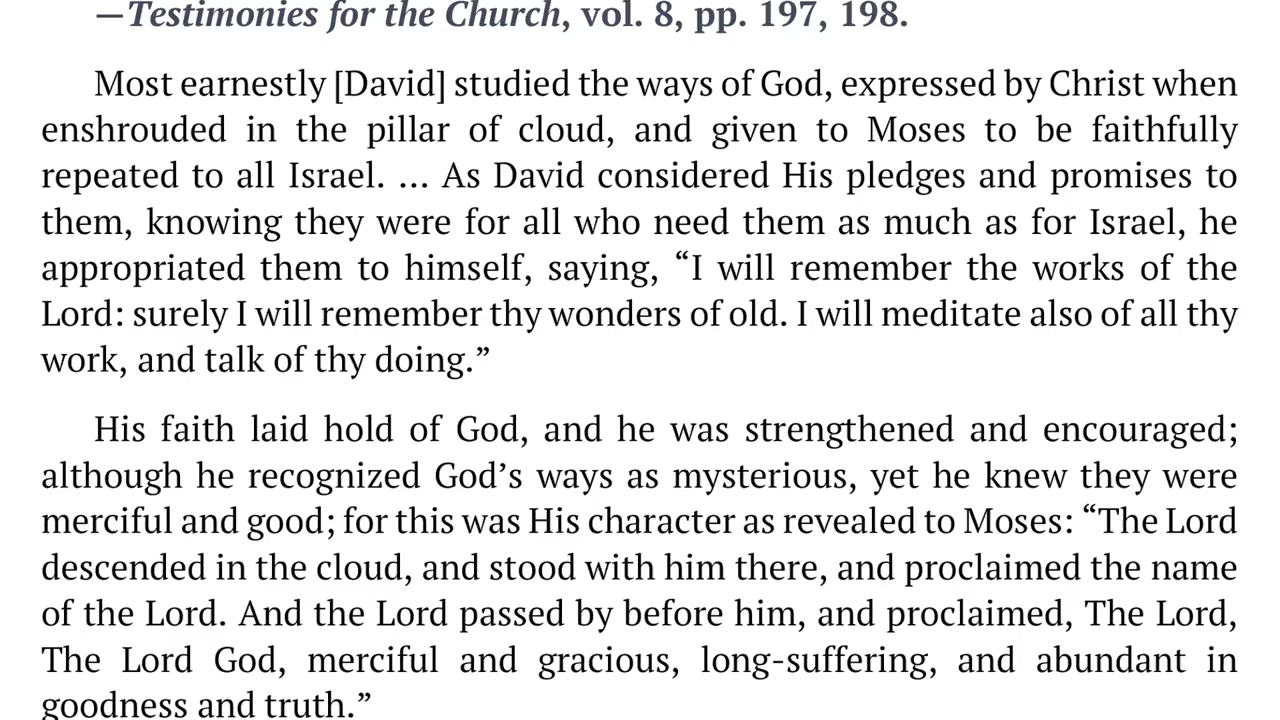 —Testimonies for the Church, vol. 8, pp. 197, 198.
Most earnestly [David] studied the ways of God, expressed by Christ when
enshrouded in the pillar of cloud, and given to Moses to be faithfully
repeated to all Israel. ... As David considered His pledges and promises to
them, knowing they were for all who need them as much as for Israel, he
appropriated them to himself, saying, “I will remember the works of the
Lord: surely I will remember thy wonders of old. I will meditate also of all thy
work, and talk of thy doing.”
His faith laid hold of God, and he was strengthened and encouraged;
although he recognized God’s ways as mysterious, yet he knew they were
merciful and good; for this was His character as revealed to Moses: “The Lord
descended in the cloud, and stood with him there, and proclaimed the name
of the Lord. And the Lord passed by before him, and proclaimed, The Lord,
The Lord God, merciful and gracious, long-suffering, and abundant in
goodness and truth.”